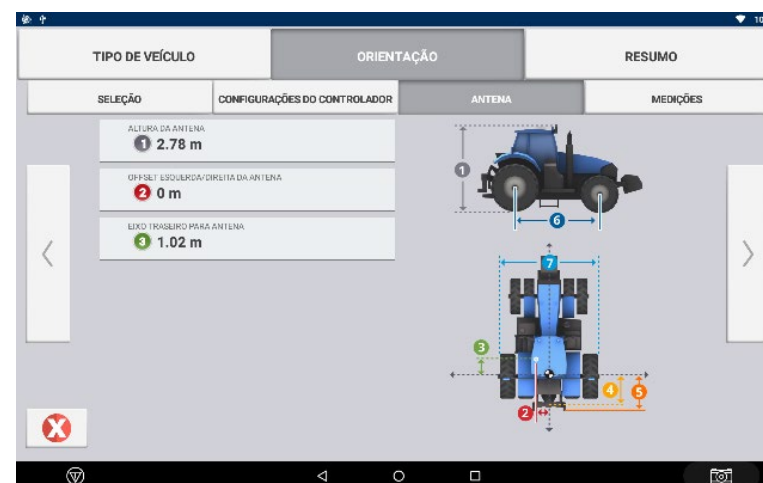 10
TIPO DE VEÍCULO
ORIENTAÇÃO
RESUMO
SELEÇÃO
CONFIGURAÇÕES DO CONTROLADOR
ANTENA
MEDIÇÕES
ALTURA DA ANTENA
1 2.78 m
OFFSET ESQUERDA/DIREITA DA ANTENA
2 0 m
EIXO TRASEIRO PARA ANTENA
3 1.02 m
1
6
7
3
4
5
2
X